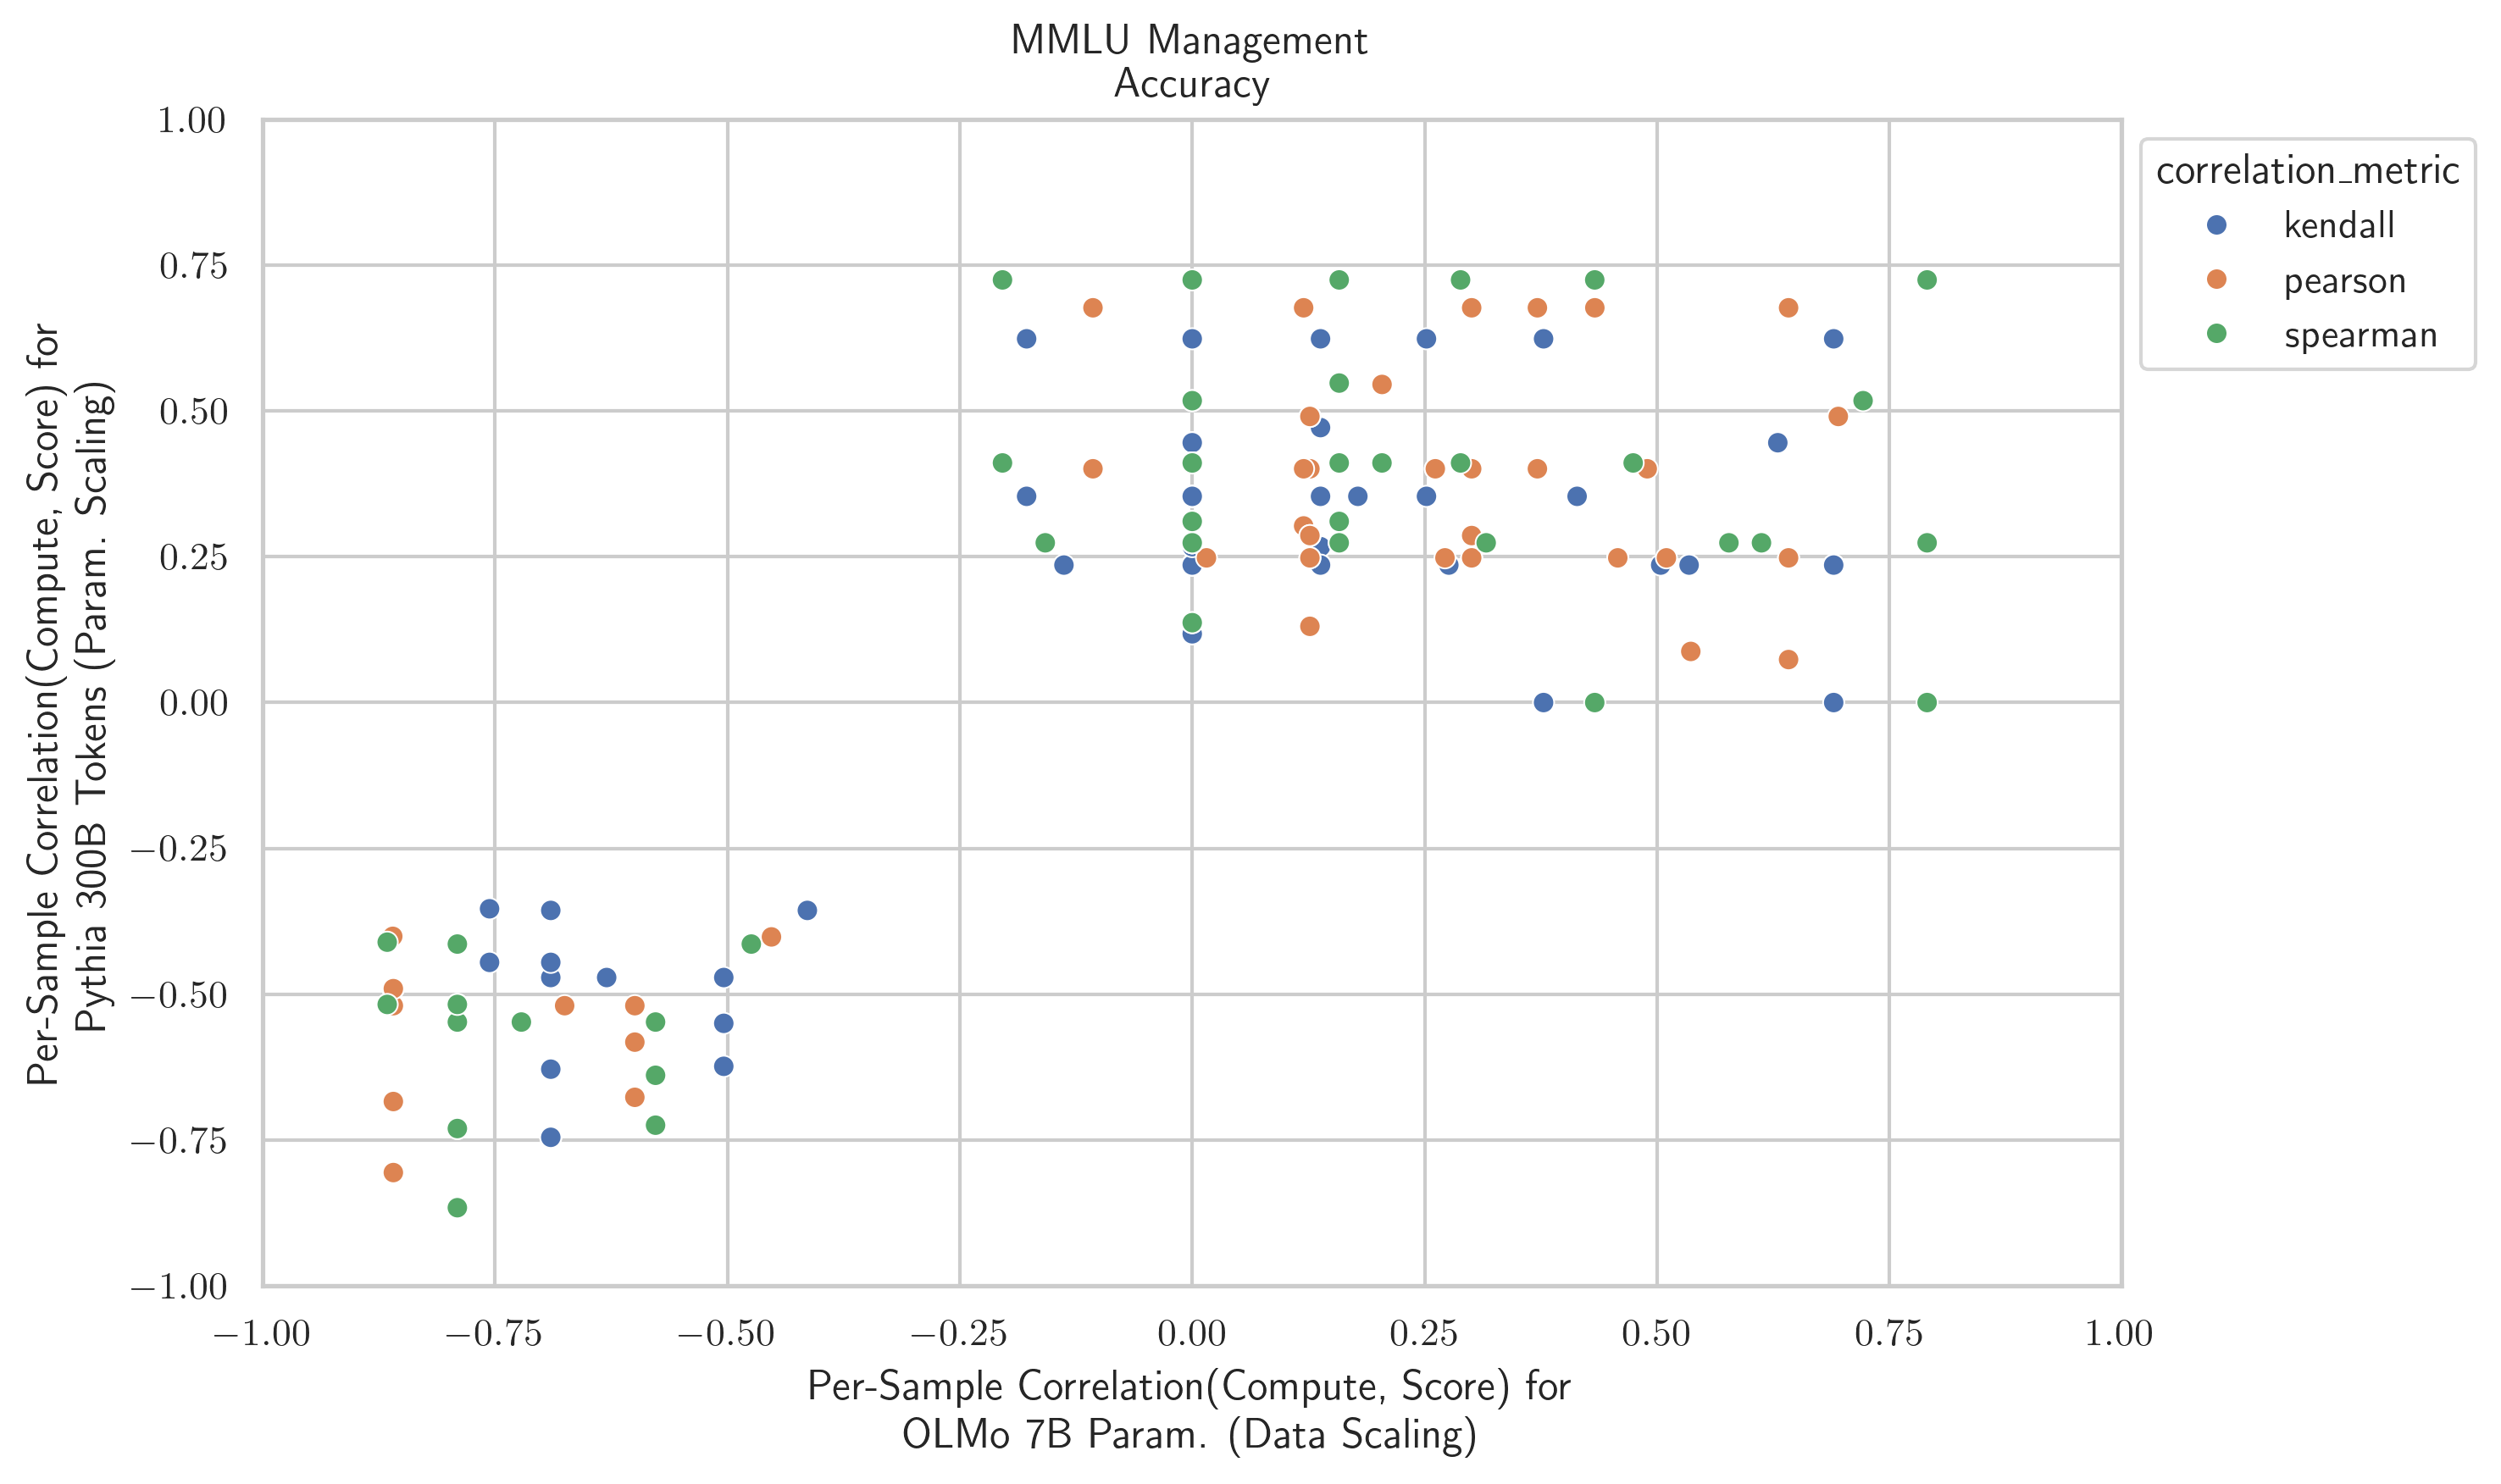 MMLU Management
Accuracy
1.00
0.75
0.50
0.25
0.00
−0.25
−0.50
−0.75
−1.00
Per-Sample Correlation(Compute, Score) for
Pythia 300B Tokens (Param. Scaling)
−1.00 −0.75 −0.50 −0.25 0.00 0.25 0.50 0.75 1.00
Per-Sample Correlation(Compute, Score) for
OLMo 7B Param. (Data Scaling)
correlation_metric
kendall
pearson
spearman